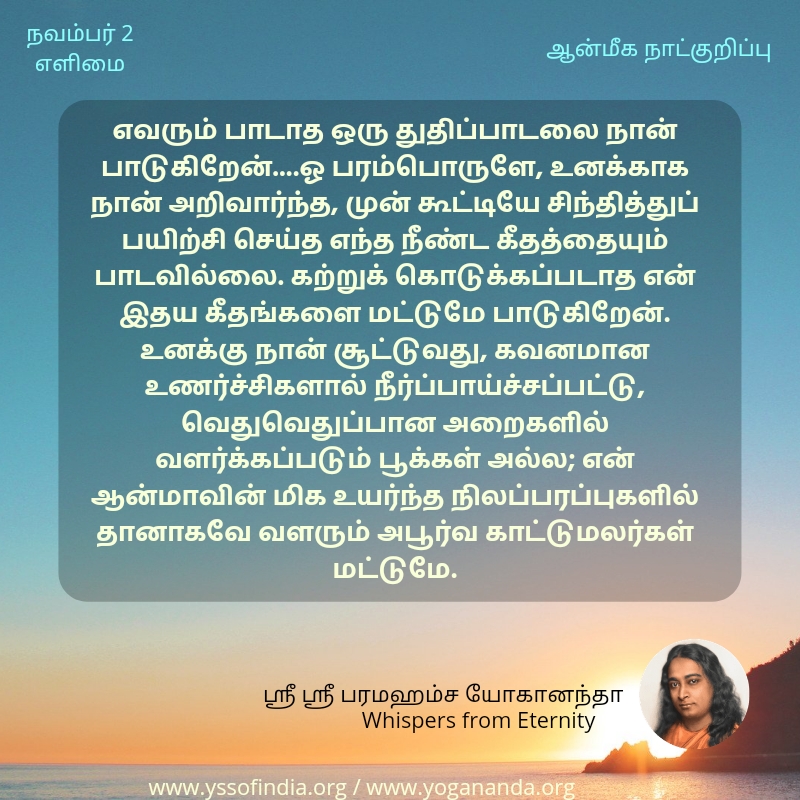 நவம்பர் 2
எளிமை
ஆன்மீக நாட்குறிப்பு
எவரும் பாடாத ஒரு துதிப்பாடலை நான்
பாடுகிறேன்....ஓ பரம்பொருளே, உனக்காக
நான் அறிவார்ந்த, முன் கூட்டியே சிந்தித்துப்
பயிற்சி செய்த எந்த நீண்ட கீதத்தையும்
பாடவில்லை. கற்றுக் கொடுக்கப்படாத என்
இதய கீதங்களை மட்டுமே பாடுகிறேன்.
உனக்கு நான் சூட்டுவது, கவனமான
உணர்ச்சிகளால் நீர்ப்பாய்ச்சப்பட்டு,
வெதுவெதுப்பான அறைகளில்
வளர்க்கப்படும் பூக்கள் அல்ல; என்
ஆன்மாவின் மிக உயர்ந்த நிலப்பரப்புகளில்
தானாகவே வளரும் அபூர்வ காட்டுமலர்கள்
மட்டுமே.
ஸ்ரீ ஸ்ரீ பரமஹம்ச யோகானந்தா
Whispers from Eternity
www.yssofindia.org / www.yogananda.org